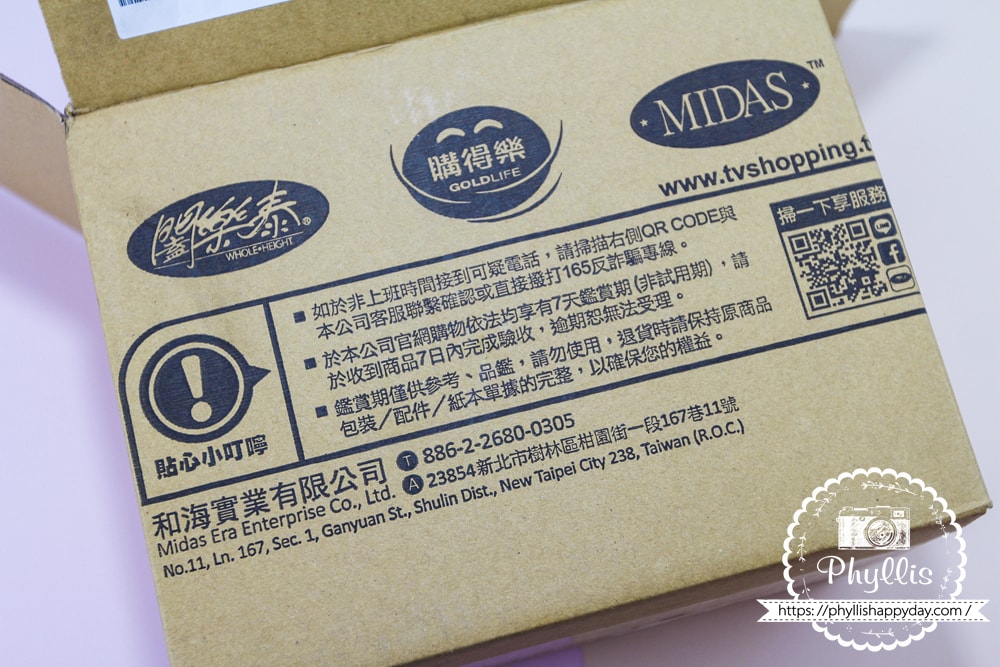 MIDAS™
購得樂
GOLDLIFE
闔樂泰®
WHOLE★HEIGHT
www.tvshopping.t
掃一下享服務
■ 如於非上班時間接到可疑電話，請掃描右側QR CODE與
本公司客服聯繫確認或直接撥打165反詐騙專線。
■ 於本公司官網購物依法均享有7天鑑賞期 (非試用期)，請
於收到商品7日內完成驗收，逾期恕無法受理。
■ 鑑賞期僅供參考、品鑑，請勿使用，退貨時請保持原商品
包裝／配件／紙本單據的完整，以確保您的權益。
貼心小叮嚀
和海實業有限公司 T 886-2-2680-0305
Midas Era Enterprise Co., Ltd. A 23854新北市樹林區柑園街一段167巷11號
No.11, Ln. 167, Sec. 1, Ganyuan St., Shulin Dist., New Taipei City 238, Taiwan (R.O.C.)
Phyllis
https://phyllishappyday.com/